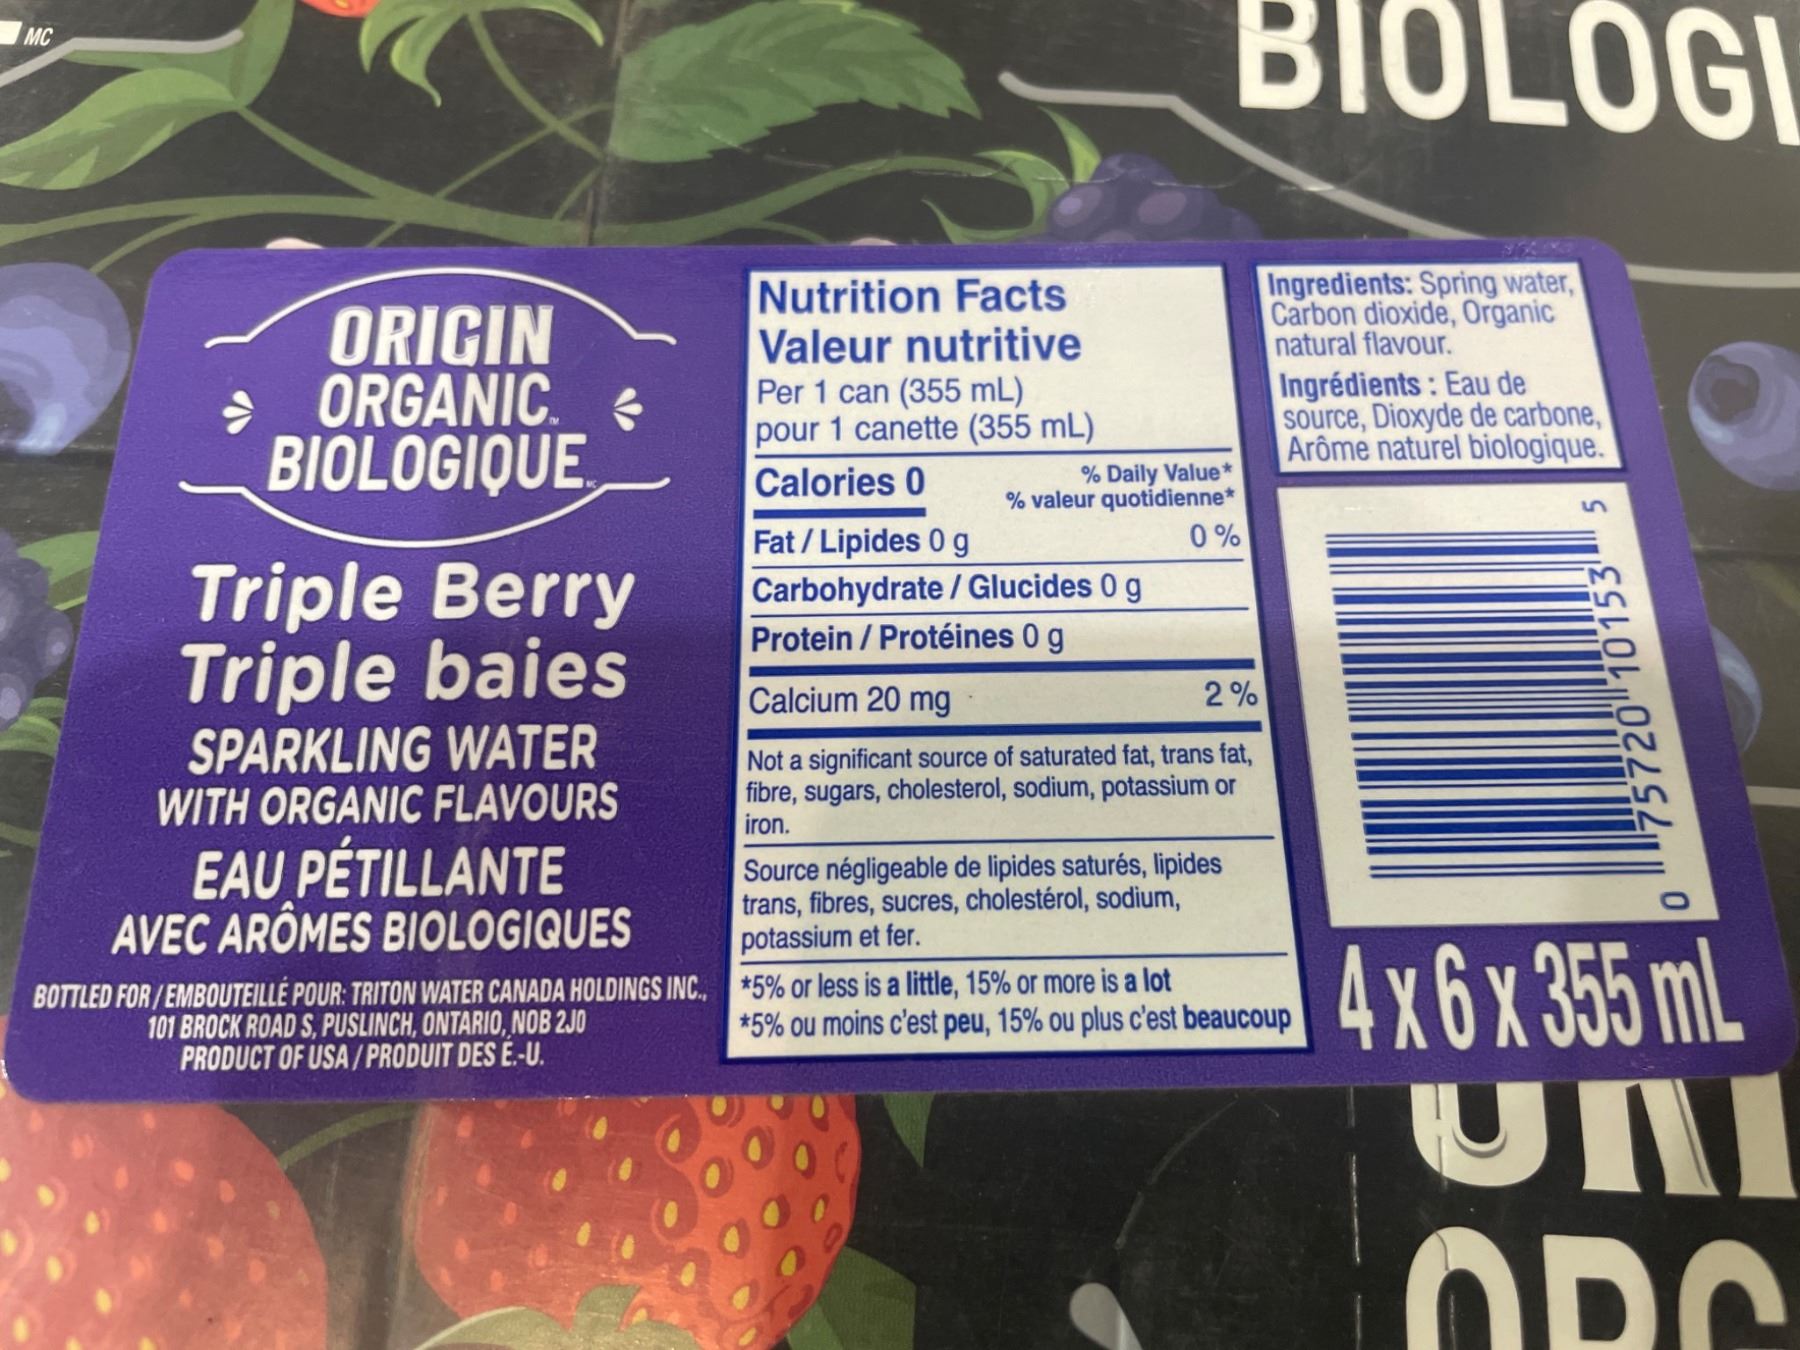 MC
BIOLOGI
ORIGIN
ORGANIC™
BIOLOGIQUE MC
Triple Berry
Triple baies
SPARKLING WATER
WITH ORGANIC FLAVOURS
EAU PÉTILLANTE
AVEC ARÔMES BIOLOGIQUES
BOTTLED FOR / EMBOUTEILLÉ POUR: TRITON WATER CANADA HOLDINGS INC.,
101 BROCK ROAD S, PUSLINCH, ONTARIO, N0B 2J0
PRODUCT OF USA / PRODUIT DES É.-U.
Nutrition Facts
Valeur nutritive
Per 1 can (355 mL)
pour 1 canette (355 mL)
Calories 0
% Daily Value*
% valeur quotidienne*
Fat / Lipides 0 g 0 %
Carbohydrate / Glucides 0 g
Protein / Protéines 0 g
Calcium 20 mg 2 %
Not a significant source of saturated fat, trans fat,
fibre, sugars, cholesterol, sodium, potassium or
iron.
Source négligeable de lipides saturés, lipides
trans, fibres, sucres, cholestérol, sodium,
potassium et fer.
*5% or less is a little, 15% or more is a lot
*5% ou moins c'est peu, 15% ou plus c'est beaucoup
Ingredients: Spring water,
Carbon dioxide, Organic
natural flavour.
Ingrédients : Eau de
source, Dioxyde de carbone,
Arôme naturel biologique.
0 75720 10153 5
4 x 6 x 355 mL
ORI
ORG